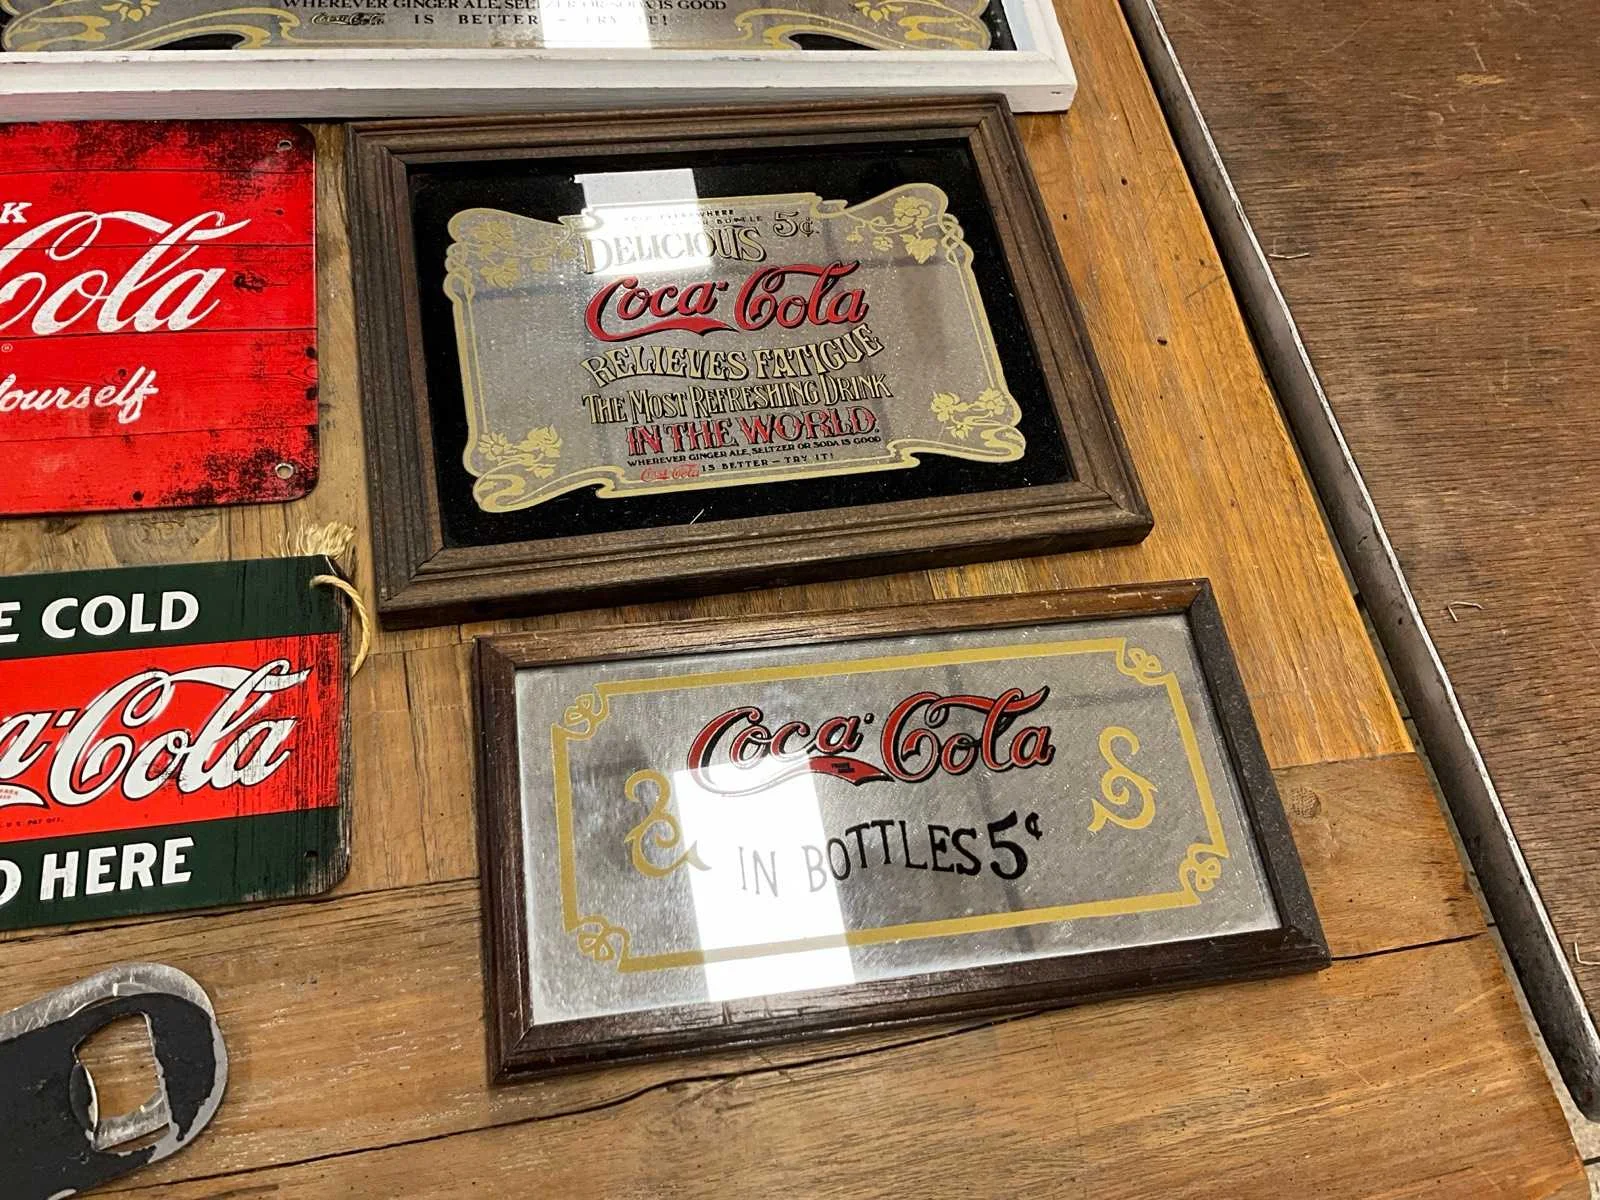 WHEREVER GINGER ALE, SELTZER OR SODA IS GOOD
Coca-Cola IS BETTER - TRY IT!
K
Cola
Yourself
DELICIOUS 5¢
Coca-Cola
RELIEVES FATIGUE
THE MOST REFRESHING DRINK
IN THE WORLD.
WHEREVER GINGER ALE, SELTZER OR SODA IS GOOD
Coca-Cola IS BETTER – TRY IT!
E COLD
a-Cola
PAT OFF.
D HERE
Coca-Cola
IN BOTTLES 5¢